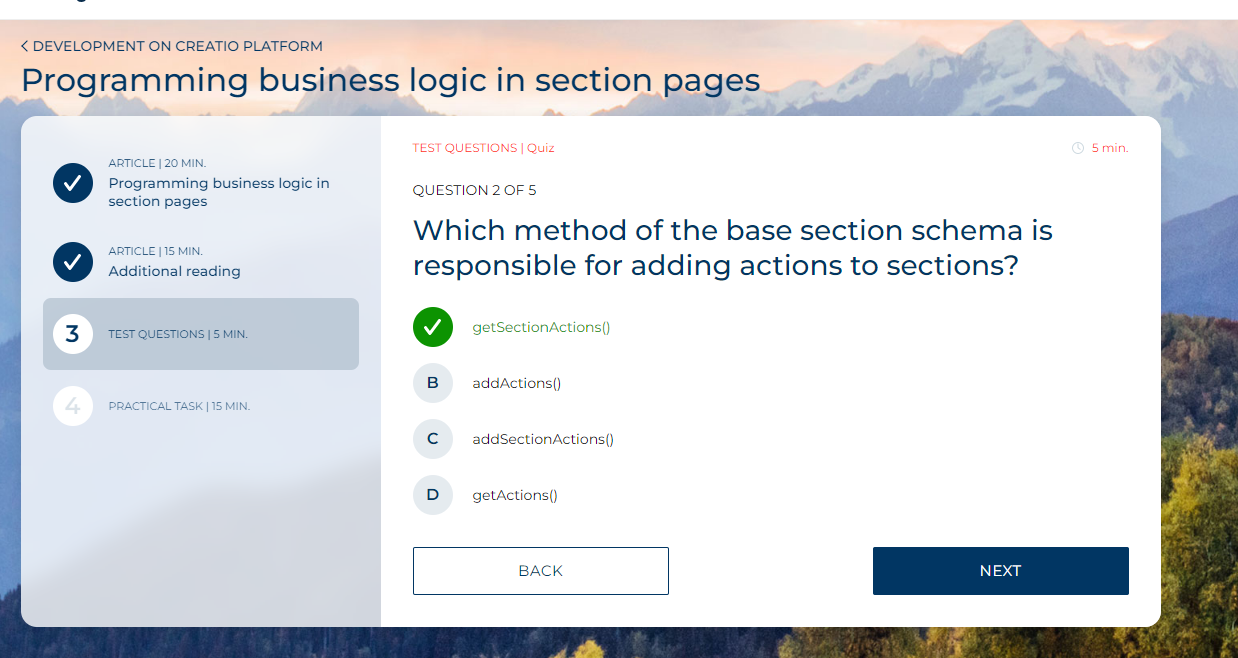 DEVELOPMENT ON CREATIO PLATFORM
Programming business logic in section pages
ARTICLE | 20 MIN.
Programming business logic in
section pages
ARTICLE | 15 MIN.
Additional reading
3
TEST QUESTIONS | 5 MIN.
4
PRACTICAL TASK | 15 MIN.
TEST QUESTIONS | Quiz
5 min.
QUESTION 2 OF 5
Which method of the base section schema is
responsible for adding actions to sections?
getSectionActions()
B addActions()
C addSectionActions()
D getActions()
BACK
NEXT